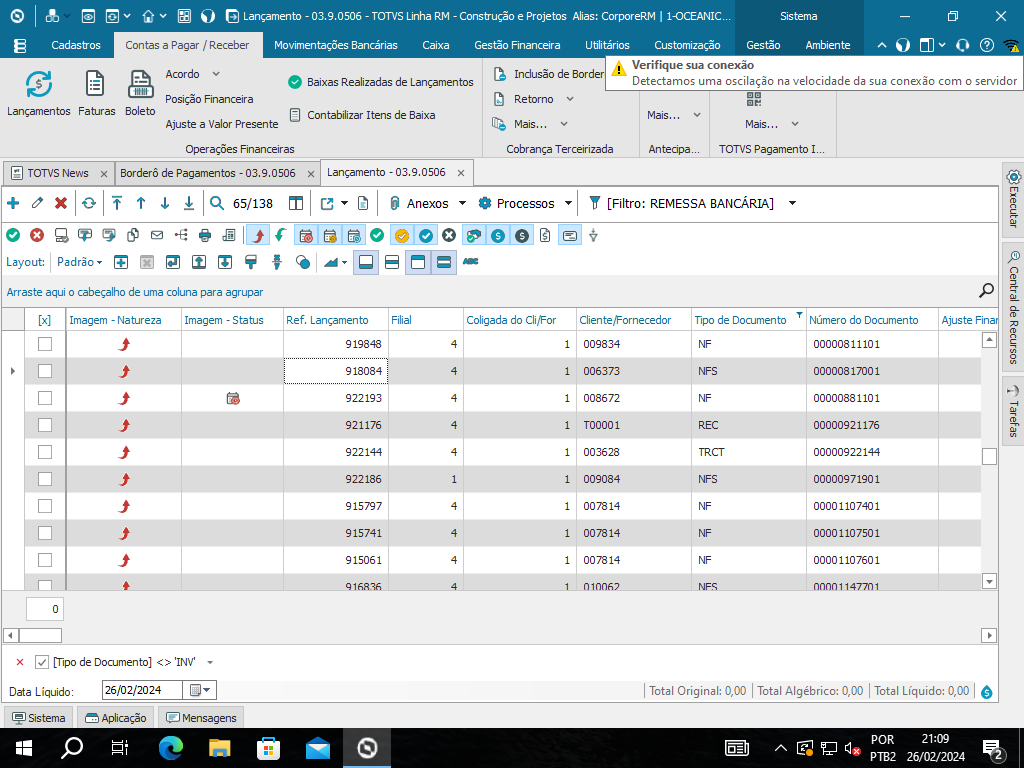 Lançamento - 03.9.0506 - TOTVS Linha RM - Construção e Projetos Alias: CorporeRM | 1-OCEANIC... Sistema
Cadastros Contas a Pagar / Receber Movimentações Bancárias Caixa Gestão Financeira Utilitários Customização Gestão Ambiente
Verifique sua conexão
Detectamos uma oscilação na velocidade da sua conexão com o servidor
Lançamentos Faturas Boleto
Acordo
Posição Financeira
Ajuste a Valor Presente
Baixas Realizadas de Lançamentos
Contabilizar Itens de Baixa
Operações Financeiras
Inclusão de Border
Retorno
Mais...
Cobrança Terceirizada
Mais...
Antecipa...
Mais...
TOTVS Pagamento I...
TOTVS News Borderô de Pagamentos - 03.9.0506 Lançamento - 03.9.0506
65/138 Anexos Processos [Filtro: REMESSA BANCÁRIA]
Layout: Padrão ABC
Arraste aqui o cabeçalho de uma coluna para agrupar
[x] Imagem - Natureza Imagem - Status Ref. Lançamento Filial Coligada do Cli/For Cliente/Fornecedor Tipo de Documento Número do Documento Ajuste Finan
919848 4 1 009834 NF 00000811101
918084 4 1 006373 NFS 00000817001
922193 4 1 008672 NF 00000881101
921176 4 1 T00001 REC 00000921176
922144 4 1 003628 TRCT 00000922144
922186 1 1 009084 NFS 00000971901
915797 4 1 007814 NF 00001107401
915741 4 1 007814 NF 00001107501
915061 4 1 007814 NF 00001107601
916836 4 1 010062 NFS 00001147701
0
[Tipo de Documento] <> 'INV'
Data Líquido: 26/02/2024 Total Original: 0,00 Total Algébrico: 0,00 Total Líquido: 0,00
Sistema Aplicação Mensagens
Executar
Central de Recursos
Tarefas
POR 21:09
PTB2 26/02/2024 2